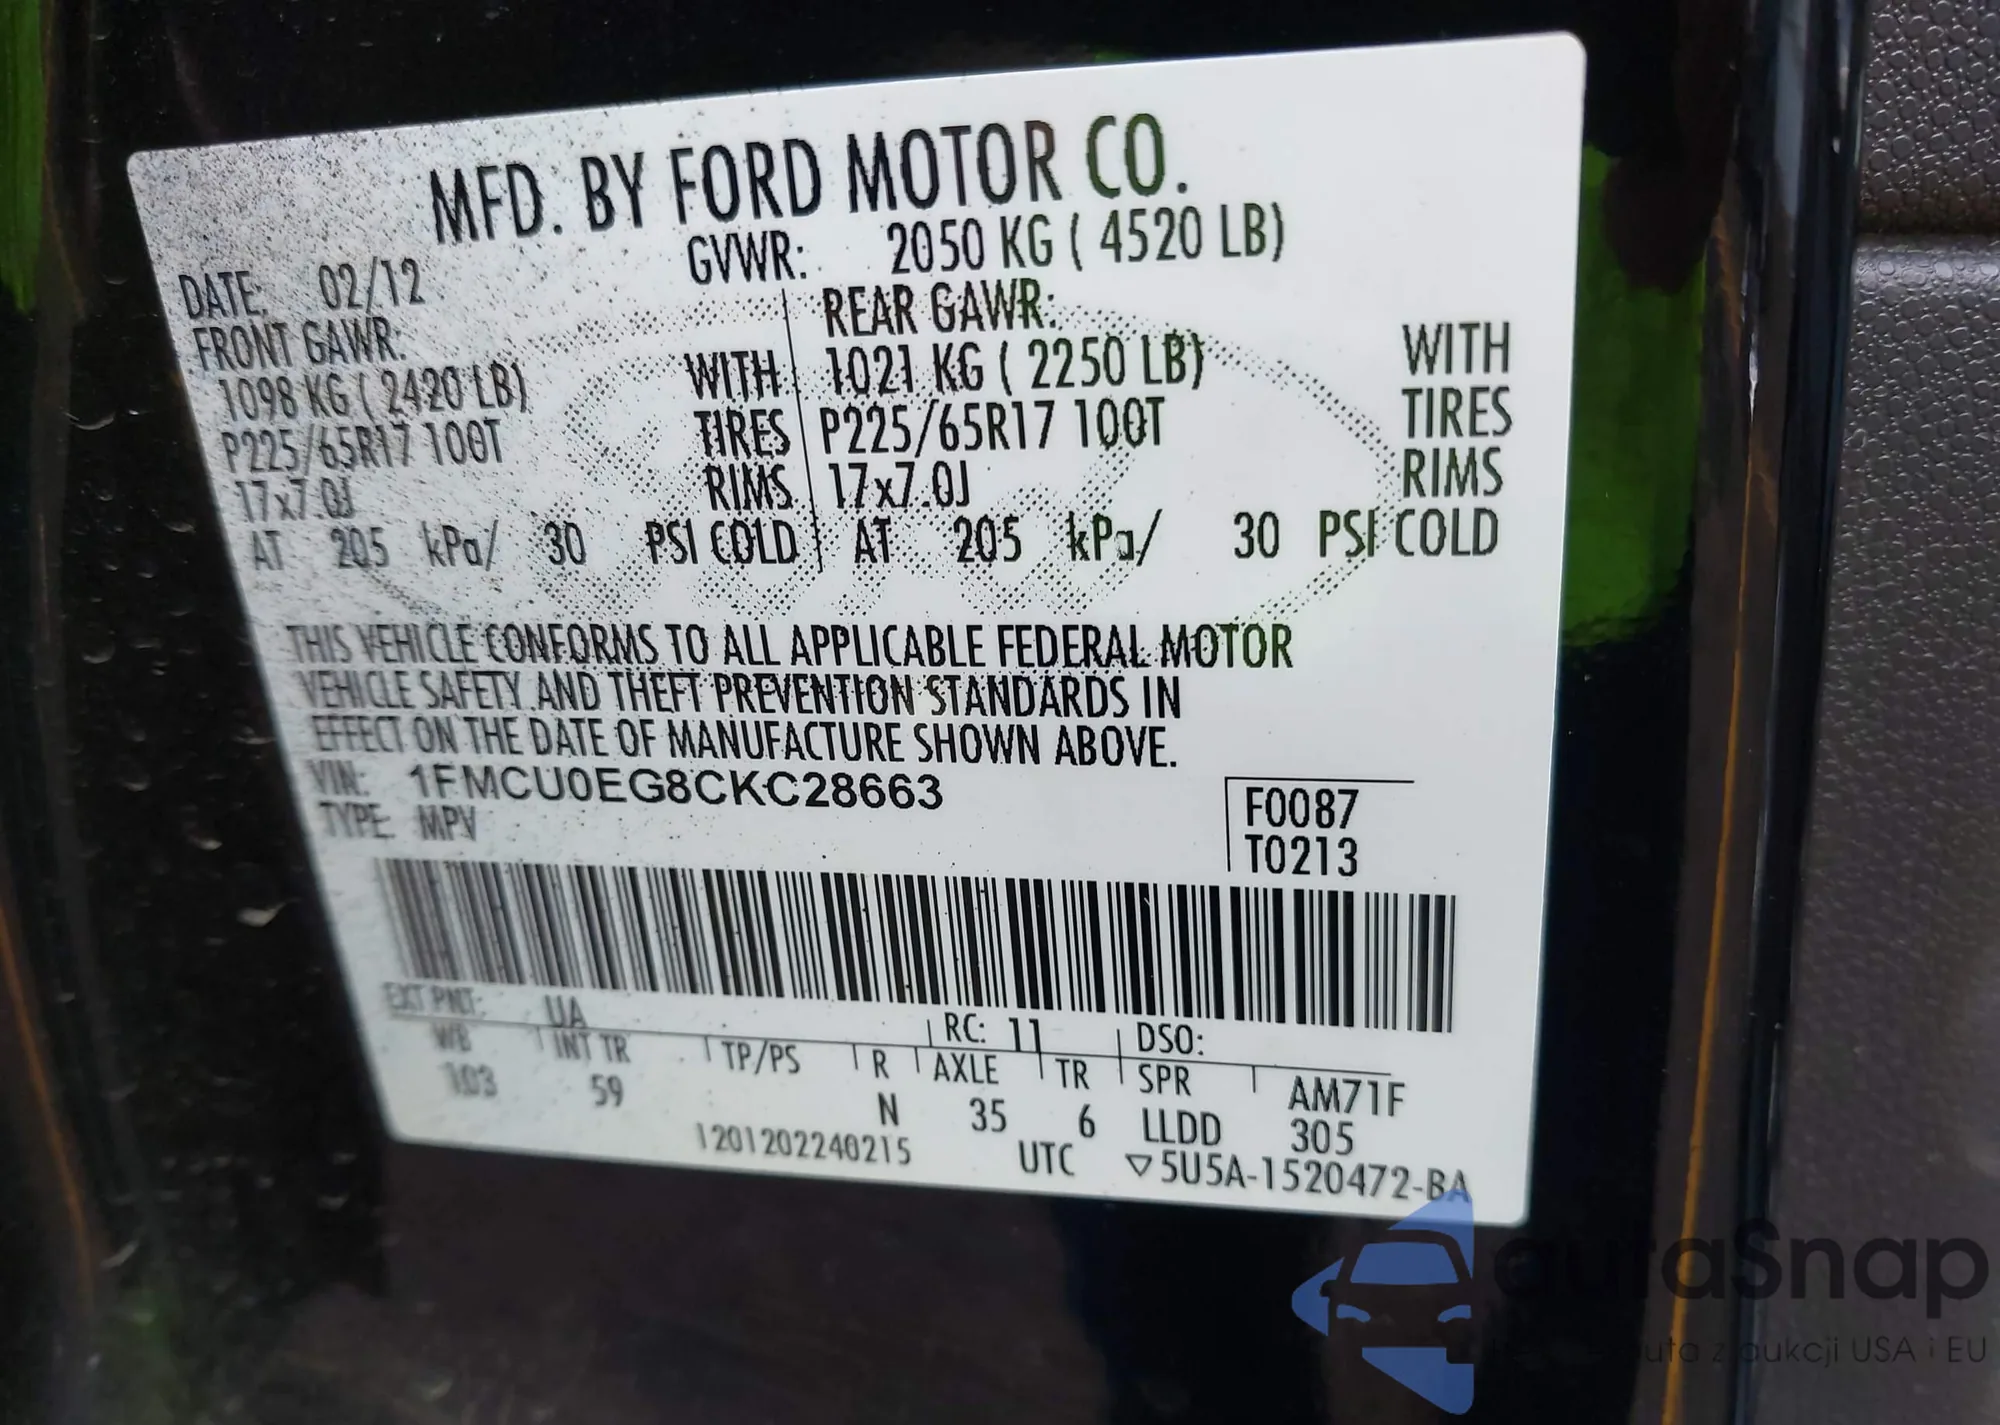 MFD. BY FORD MOTOR CO.
DATE: 02/12 GVWR: 2050 KG ( 4520 LB)
FRONT GAWR: REAR GAWR:
1098 KG ( 2420 LB) WITH 1021 KG ( 2250 LB) WITH
P225/65R17 100T TIRES P225/65R17 100T TIRES
17x7.0J RIMS 17x7.0J RIMS
AT 205 kPa/ 30 PSI COLD AT 205 kPa/ 30 PSI COLD
THIS VEHICLE CONFORMS TO ALL APPLICABLE FEDERAL MOTOR
VEHICLE SAFETY AND THEFT PREVENTION STANDARDS IN
EFFECT ON THE DATE OF MANUFACTURE SHOWN ABOVE.
VIN: 1FMCU0EG8CKC28663
TYPE: MPV
F0087
T0213
EXT PNT: UA RC: 11 DSO:
WB INT TR TP/PS R AXLE TR SPR AM71F
103 59 N 35 6 LLDD 305
1201202240215 UTC ▽5U5A-1520472-BA
autaSnap
auta z aukcji USA i EU